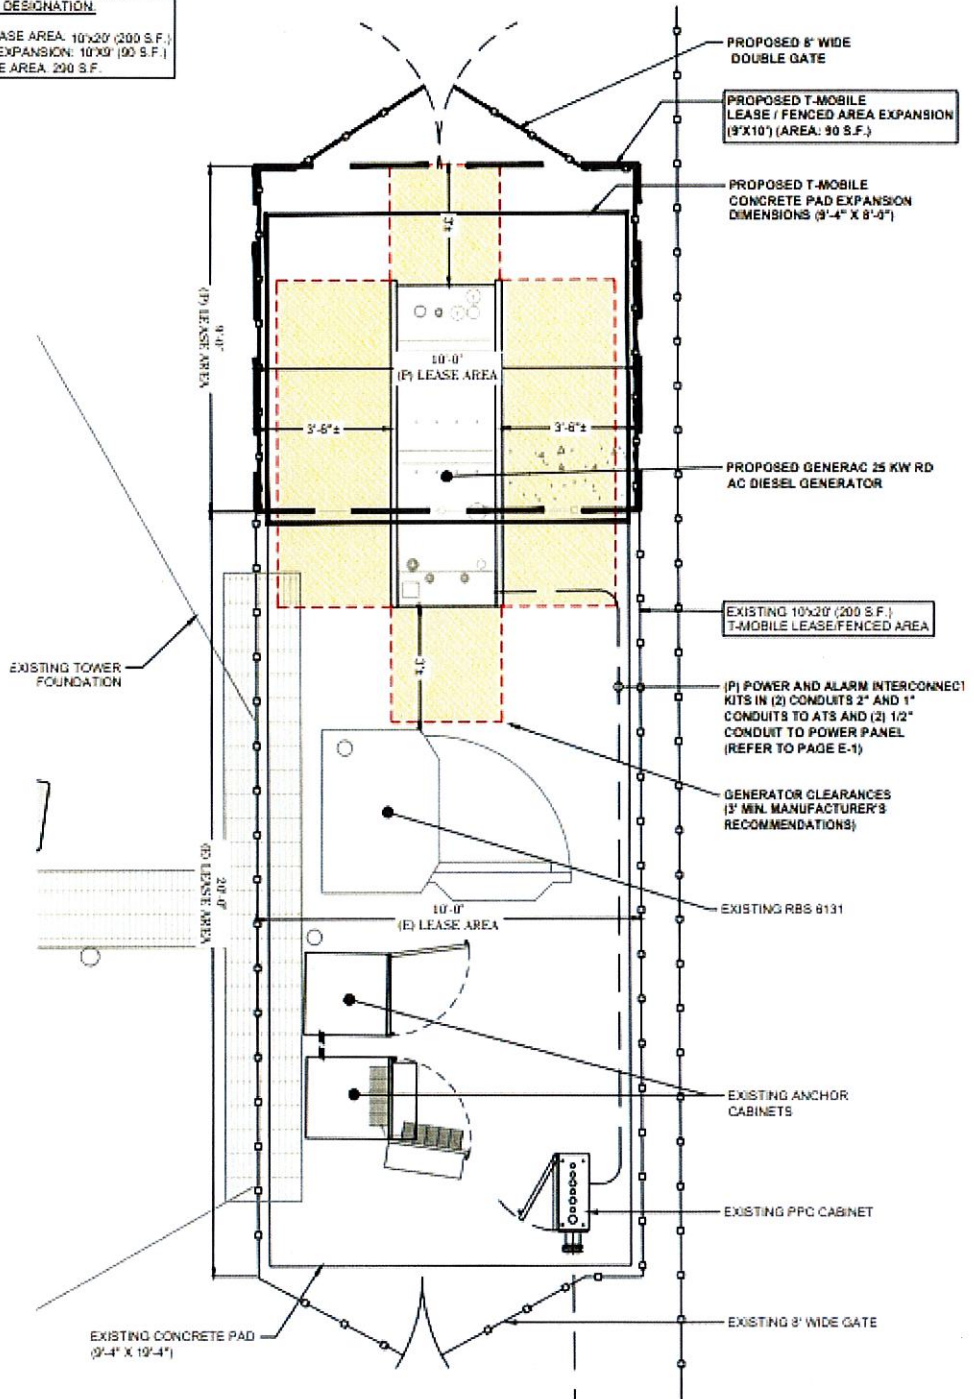 DESIGNATION.
ASE AREA. 10'x20' (200 S.F.)
EXPANSION: 10'X9' (90 S.F.)
E AREA. 290 S.F.
PROPOSED 8' WIDE
DOUBLE GATE
PROPOSED T-MOBILE
LEASE / FENCED AREA EXPANSION
(9'X10') (AREA: 90 S.F.)
PROPOSED T-MOBILE
CONCRETE PAD EXPANSION
DIMENSIONS (9'-4" X 8'-0")
3'±
9'-0"
(P) LEASE AREA
10'-0"
(P) LEASE AREA
3'-6"±
3'-6"±
PROPOSED GENERAC 25 KW RD
AC DIESEL GENERATOR
EXISTING 10'x20' (200 S.F.)
T-MOBILE LEASE/FENCED AREA
EXISTING TOWER
FOUNDATION
3'±
(P) POWER AND ALARM INTERCONNECT
KITS IN (2) CONDUITS 2" AND 1"
CONDUITS TO ATS AND (2) 1/2"
CONDUIT TO POWER PANEL
(REFER TO PAGE E-1)
GENERATOR CLEARANCES
(3' MIN. MANUFACTURER'S
RECOMMENDATIONS)
20'-0"
(E) LEASE AREA
EXISTING RBS 6131
10'-0"
(E) LEASE AREA
EXISTING ANCHOR
CABINETS
EXISTING PPC CABINET
EXISTING CONCRETE PAD
(9'-4" X 19'-4")
EXISTING 8' WIDE GATE